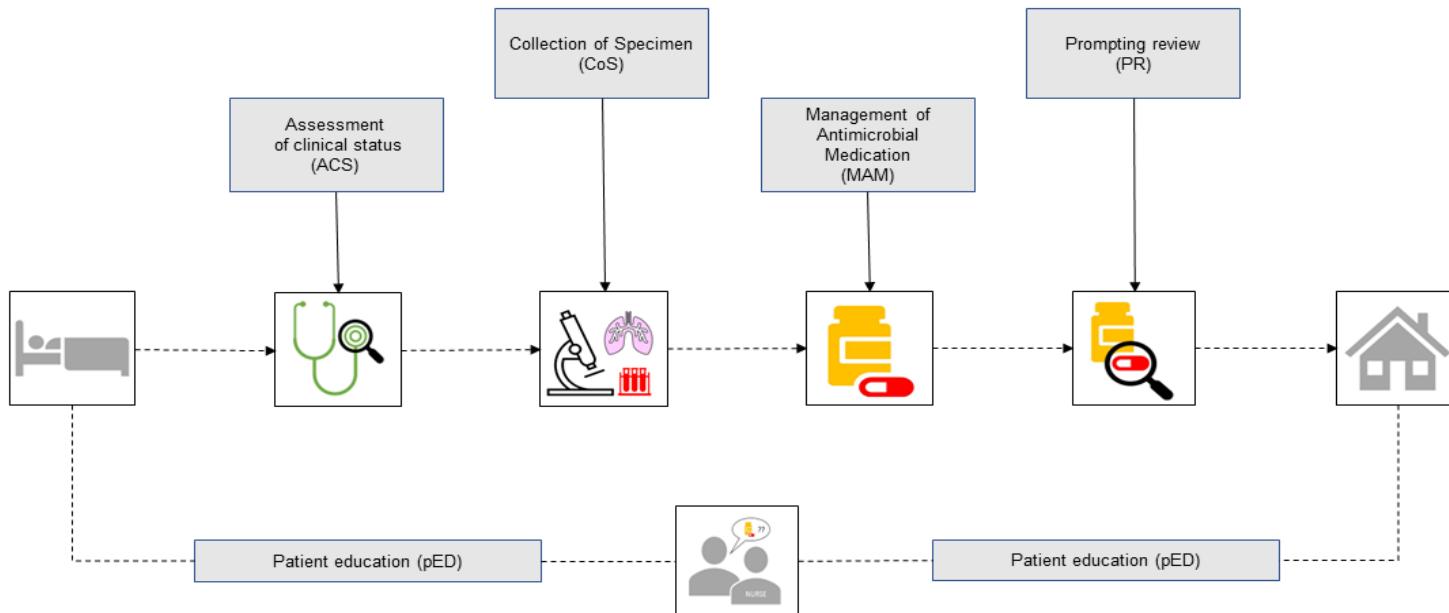 Collection of Specimen
(CoS)
Prompting review
(PR)
Assessment
of clinical status
(ACS)
Management of
Antimicrobial
Medication
(MAM)
??
NURSE
Patient education (pED)
Patient education (pED)